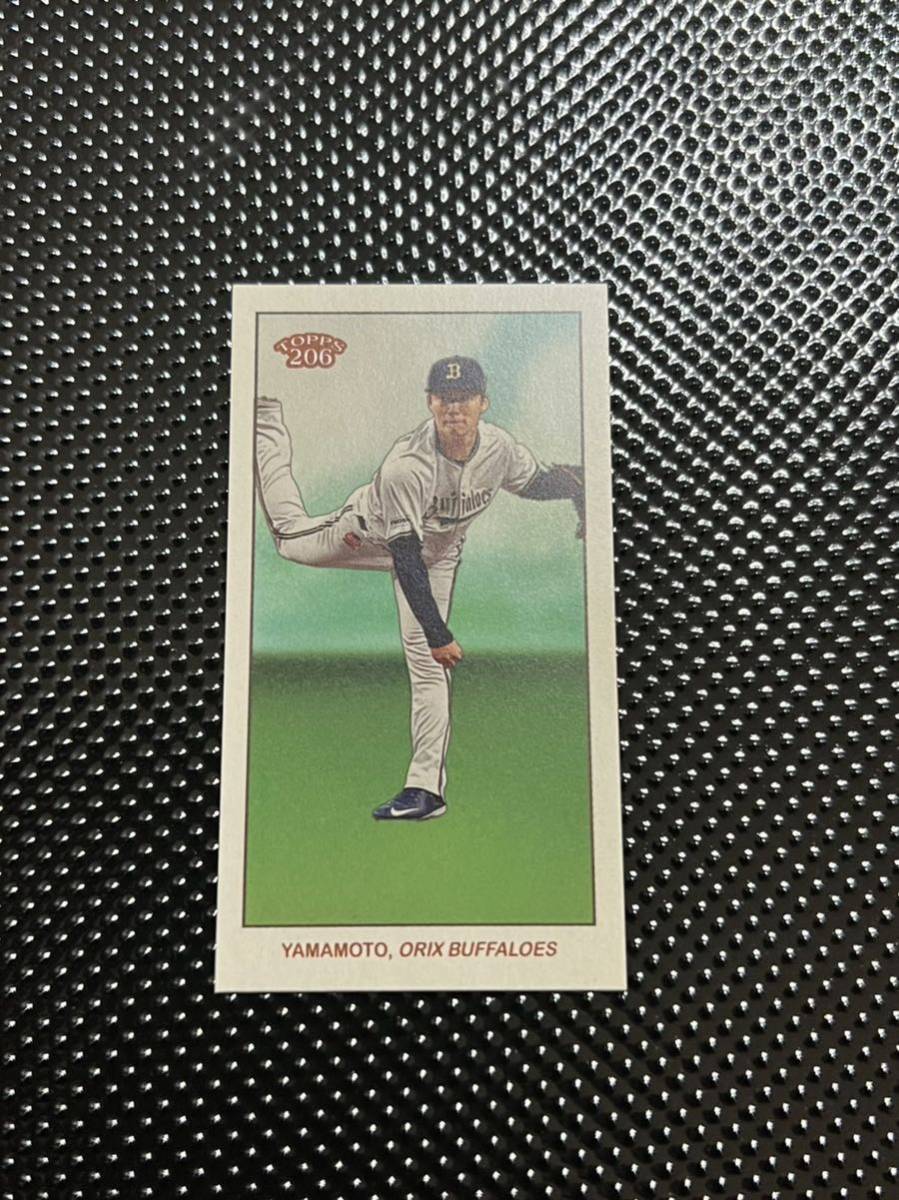 TOPPS
206
B
Buffaloes
YAMAMOTO, ORIX BUFFALOES